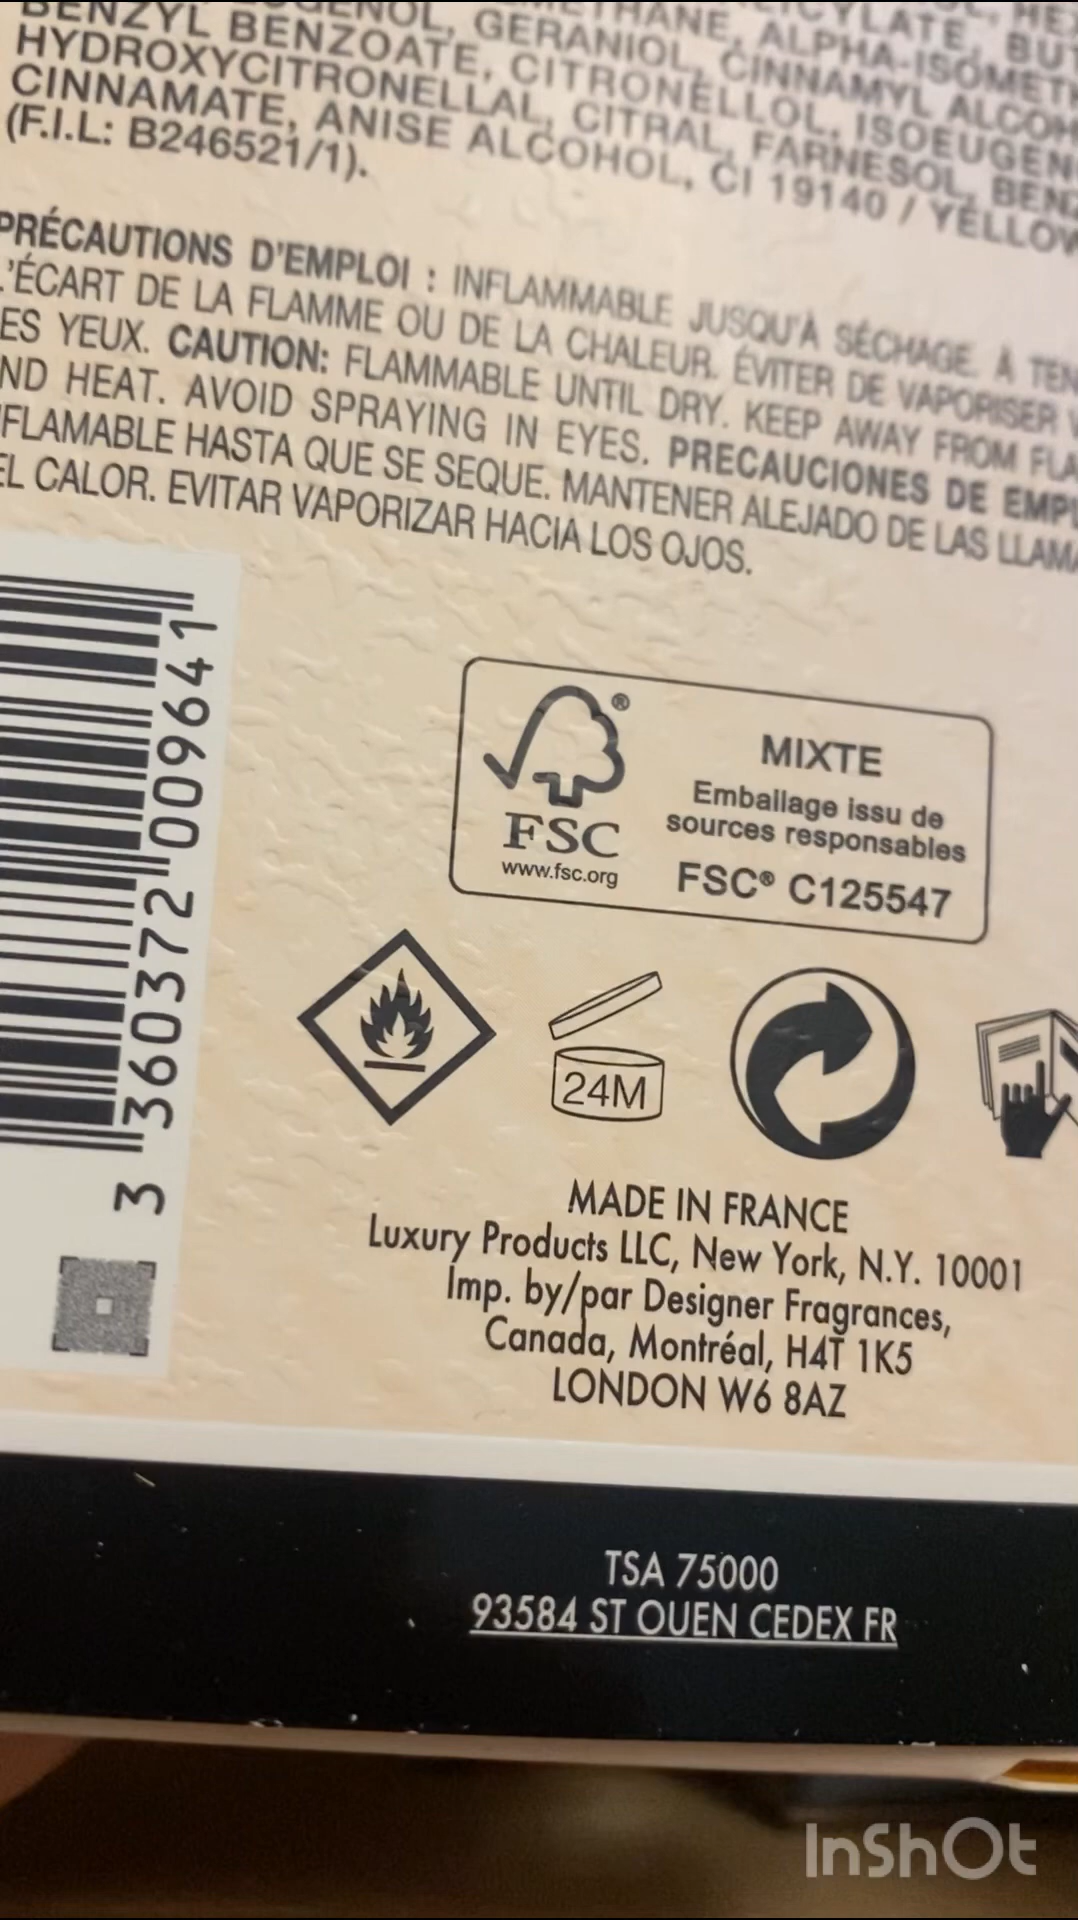 BENZYL BENZOATE, CITRONELLOL, ISOEUGEN
GERANIOL, CINNAMYL ALCOH
ALPHA-ISOMETH
HYDROXYCITRONELLAL, CITRAL, FARNESOL, BENZ
CINNAMATE, ANISE ALCOHOL, CI 19140 / YELLOW
(F.I.L: B246521/1).
PRÉCAUTIONS D'EMPLOI : INFLAMMABLE JUSQU'À SÉCHAGE. À TEN
L'ÉCART DE LA FLAMME OU DE LA CHALEUR. ÉVITER DE VAPORISER V
ES YEUX. CAUTION: FLAMMABLE UNTIL DRY. KEEP AWAY FROM FLA
ND HEAT. AVOID SPRAYING IN EYES. PRECAUCIONES DE EMPL
FLAMABLE HASTA QUE SE SEQUE. MANTENER ALEJADO DE LAS LLAMA
EL CALOR. EVITAR VAPORIZAR HACIA LOS OJOS.
3 360372 009641
®
FSC
www.fsc.org
MIXTE
Emballage issu de
sources responsables
FSC® C125547
24M
MADE IN FRANCE
Luxury Products LLC, New York, N.Y. 10001
Imp. by/par Designer Fragrances,
Canada, Montréal, H4T 1K5
LONDON W6 8AZ
TSA 75000
93584 ST OUEN CEDEX FR
InShOt